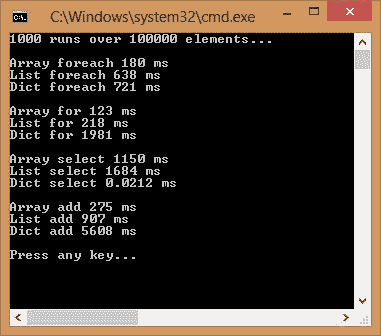 C:\Windows\system32\cmd.exe
1000 runs over 100000 elements...
Array foreach 180 ms
List foreach 638 ms
Dict foreach 721 ms
Array for 123 ms
List for 218 ms
Dict for 1981 ms
Array select 1150 ms
List select 1684 ms
Dict select 0.0212 ms
Array add 275 ms
List add 907 ms
Dict add 5608 ms
Press any key...